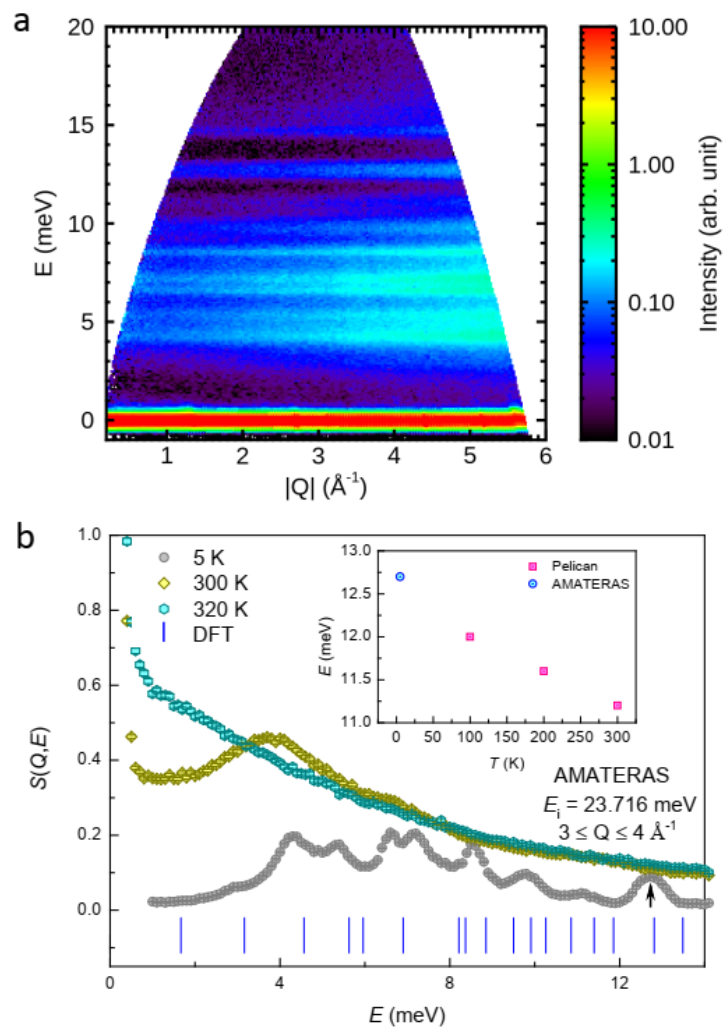 a
20
15
10
5
0
E (meV)
1 2 3 4 5 6
|Q| (Å⁻¹)
10.00
1.00
0.10
0.01
Intensity (arb. unit)
b
1.0
0.8
0.6
0.4
0.2
0.0
S(Q,E)
5 K
300 K
320 K
DFT
13.0
12.5
12.0
11.5
11.0
E (meV)
Pelican
AMATERAS
0 50 100 150 200 250 300
T (K)
AMATERAS
Eᵢ = 23.716 meV
3 ≤ Q ≤ 4 Å⁻¹
0 4 8 12
E (meV)